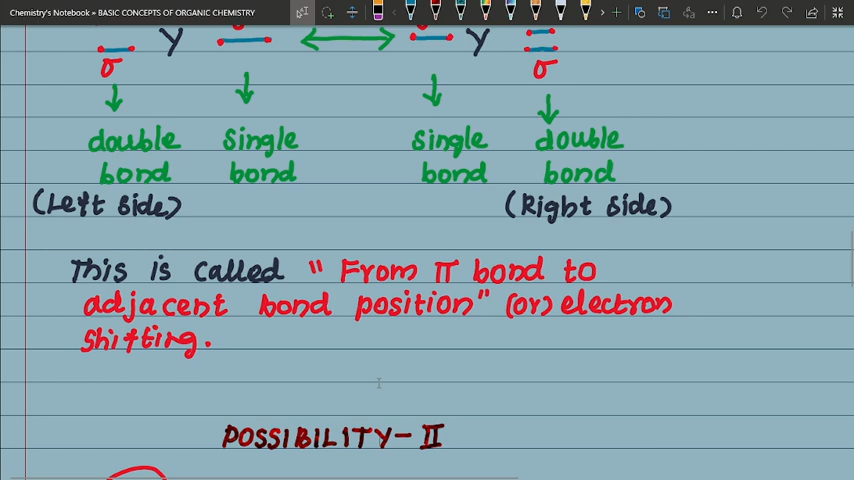 Chemistry's Notebook » BASIC CONCEPTS OF ORGANIC CHEMISTRY
Y Y
σ σ
double single single double
bond bond bond bond
(Left side) (Right side)
This is called " From π bond to
adjacent bond position" (or) electron
shifting.
POSSIBILITY - II